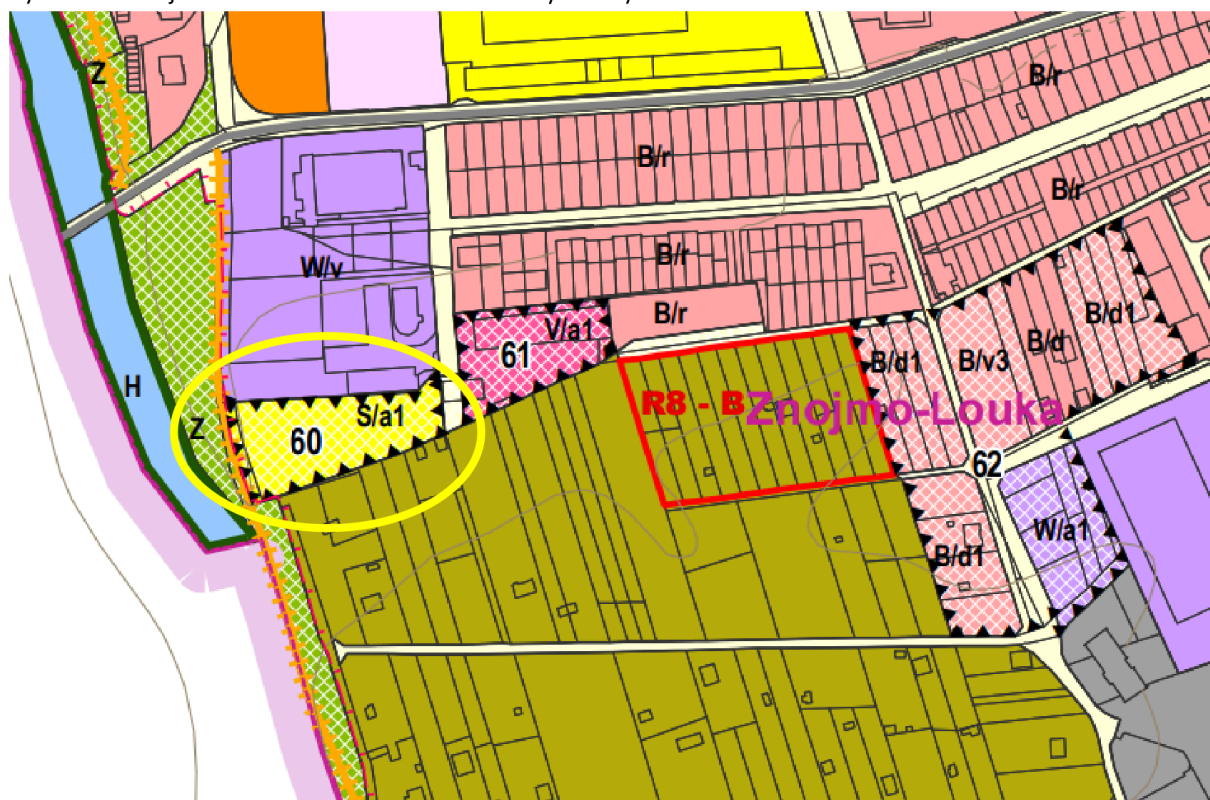 Z
B/r
B/r
B/r
W/v
B/r
B/r
V/a1
61
B/d1
B/v3
B/d
B/d1
H
Z
S/a1
60
R8 - B
Znojmo-Louka
62
W/a1
B/d1